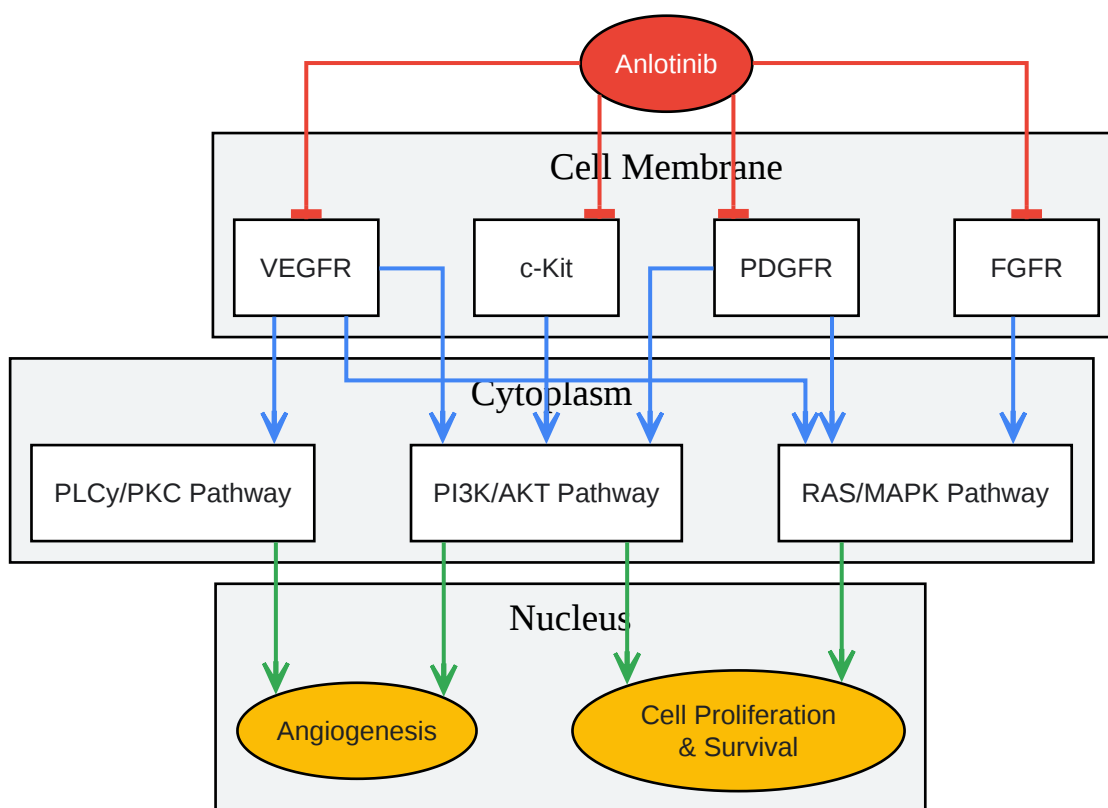 Anlotinib
Cell Membrane
VEGFR
c-Kit
PDGFR
FGFR
Cytoplasm
PLCy/PKC Pathway
PI3K/AKT Pathway
RAS/MAPK Pathway
Nucleus
Angiogenesis
Cell Proliferation
& Survival